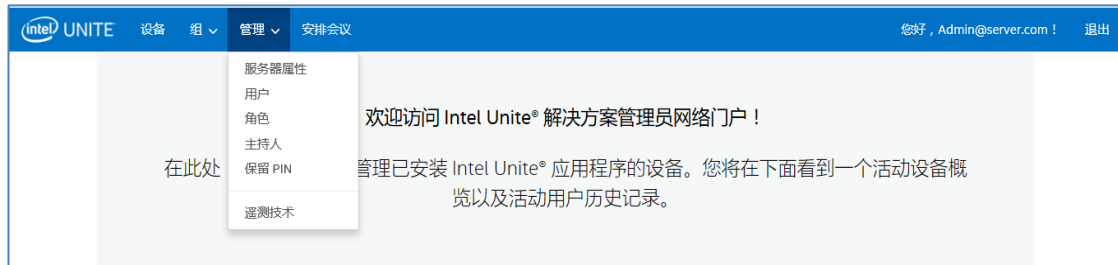 intel UNITE 设备 组 管理 安排会议 您好，Admin@server.com！ 退出
服务器属性
用户
角色
主持人
保留 PIN
遥测技术
欢迎访问 Intel Unite® 解决方案管理员网络门户！
在此处 管理已安装 Intel Unite® 应用程序的设备。您将在下面看到一个活动设备概
览以及活动用户历史记录。